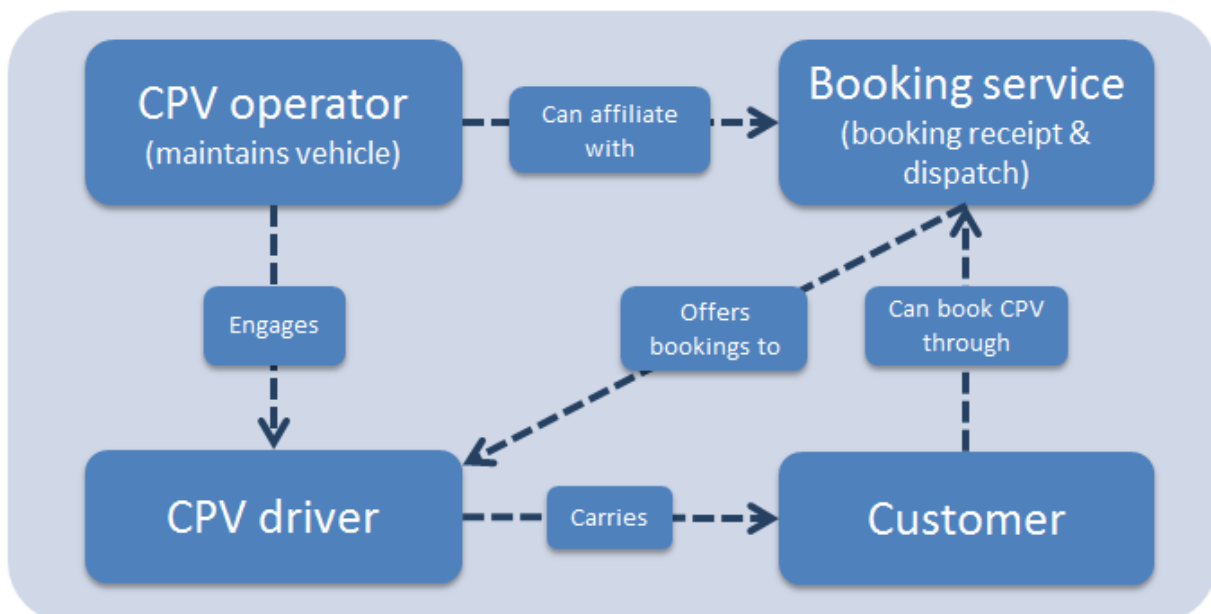 CPV operator
(maintains vehicle)
Can affiliate
with
Booking service
(booking receipt &
dispatch)
Engages
Offers
bookings to
Can book CPV
through
CPV driver
Carries
Customer